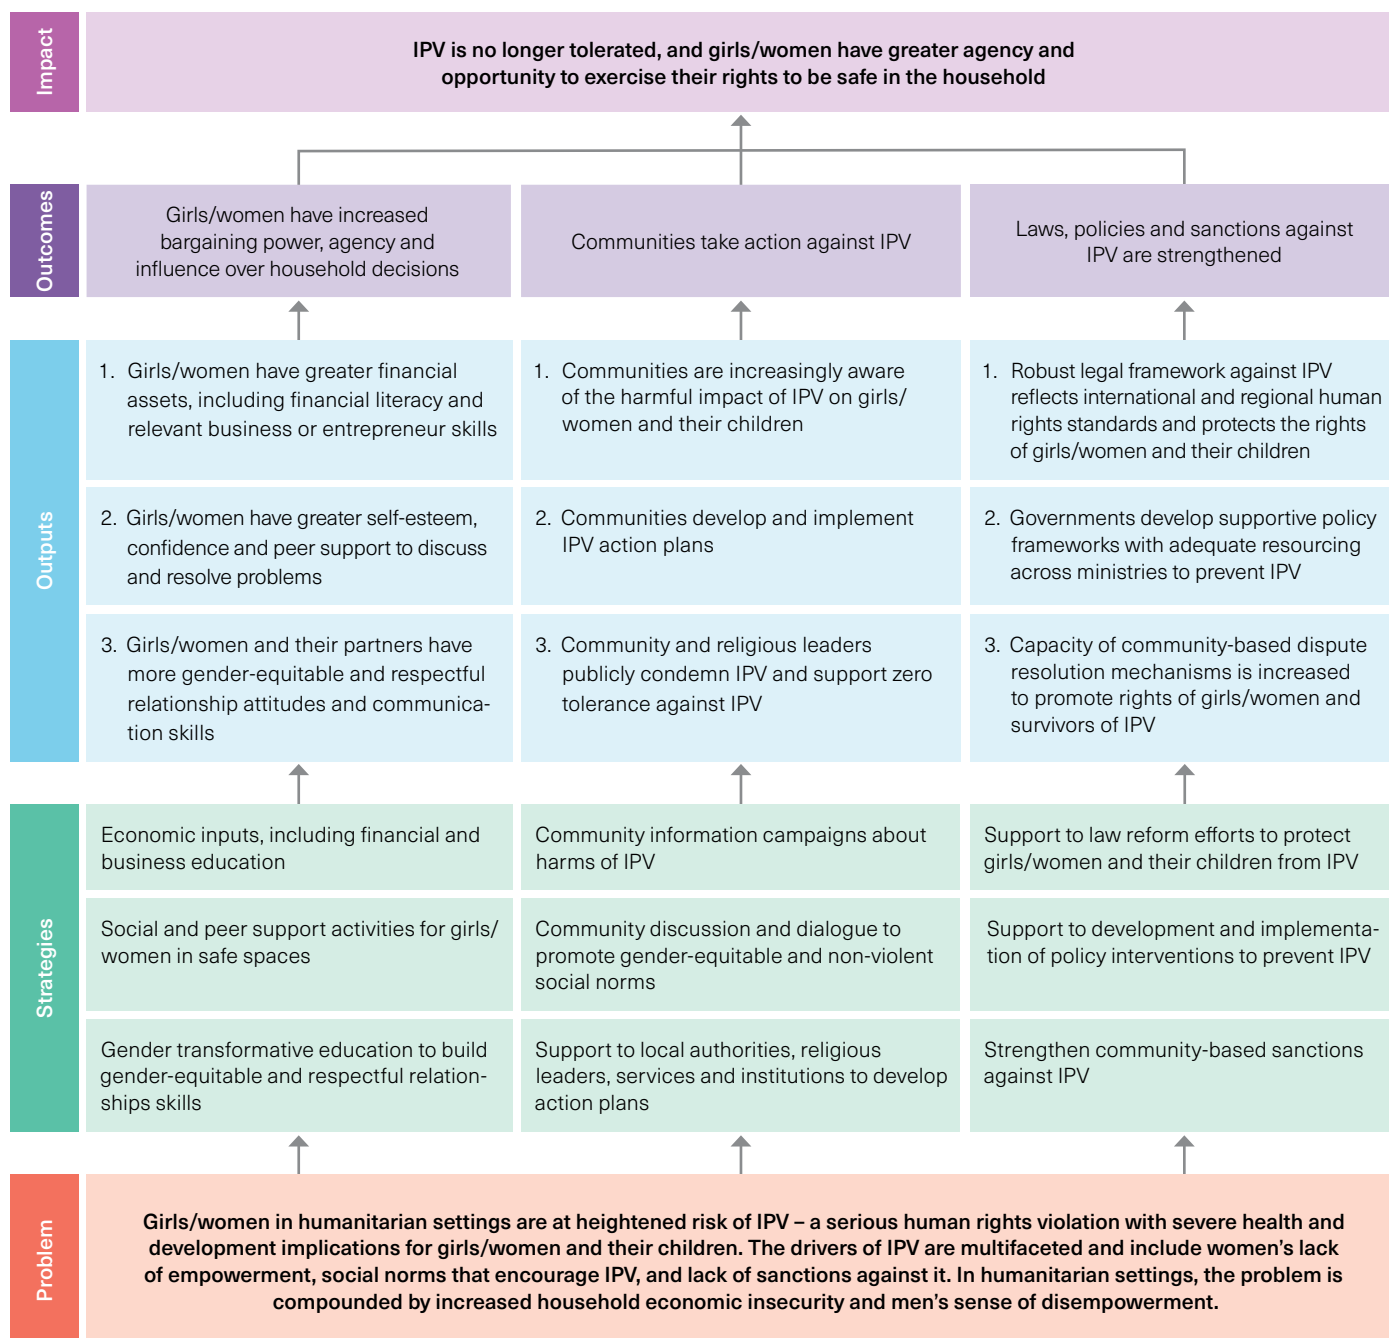 Impact
IPV is no longer tolerated, and girls/women have greater agency and
opportunity to exercise their rights to be safe in the household
Outcomes
Girls/women have increased
bargaining power, agency and
influence over household decisions
Communities take action against IPV
Laws, policies and sanctions against
IPV are strengthened
Outputs
1. Girls/women have greater financial
assets, including financial literacy and
relevant business or entrepreneur skills
1. Communities are increasingly aware
of the harmful impact of IPV on girls/
women and their children
1. Robust legal framework against IPV
reflects international and regional human
rights standards and protects the rights
of girls/women and their children
2. Girls/women have greater self-esteem,
confidence and peer support to discuss
and resolve problems
2. Communities develop and implement
IPV action plans
2. Governments develop supportive policy
frameworks with adequate resourcing
across ministries to prevent IPV
3. Girls/women and their partners have
more gender-equitable and respectful
relationship attitudes and communica-
tion skills
3. Community and religious leaders
publicly condemn IPV and support zero
tolerance against IPV
3. Capacity of community-based dispute
resolution mechanisms is increased
to promote rights of girls/women and
survivors of IPV
Strategies
Economic inputs, including financial and
business education
Community information campaigns about
harms of IPV
Support to law reform efforts to protect
girls/women and their children from IPV
Social and peer support activities for girls/
women in safe spaces
Community discussion and dialogue to
promote gender-equitable and non-violent
social norms
Support to development and implementa-
tion of policy interventions to prevent IPV
Gender transformative education to build
gender-equitable and respectful relation-
ships skills
Support to local authorities, religious
leaders, services and institutions to develop
action plans
Strengthen community-based sanctions
against IPV
Problem
Girls/women in humanitarian settings are at heightened risk of IPV – a serious human rights violation with severe health and
development implications for girls/women and their children. The drivers of IPV are multifaceted and include women’s lack
of empowerment, social norms that encourage IPV, and lack of sanctions against it. In humanitarian settings, the problem is
compounded by increased household economic insecurity and men’s sense of disempowerment.